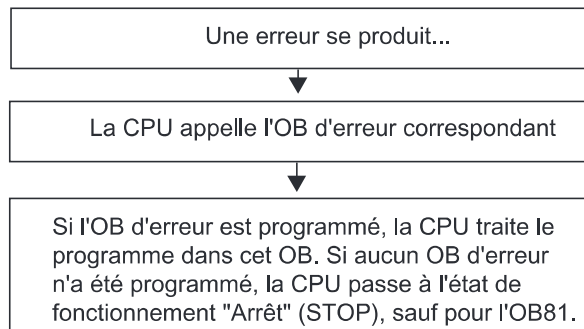 Une erreur se produit...
La CPU appelle l'OB d'erreur correspondant
Si l'OB d'erreur est programmé, la CPU traite le
programme dans cet OB. Si aucun OB d'erreur
n'a été programmé, la CPU passe à l'état de
fonctionnement "Arrêt" (STOP), sauf pour l'OB81.